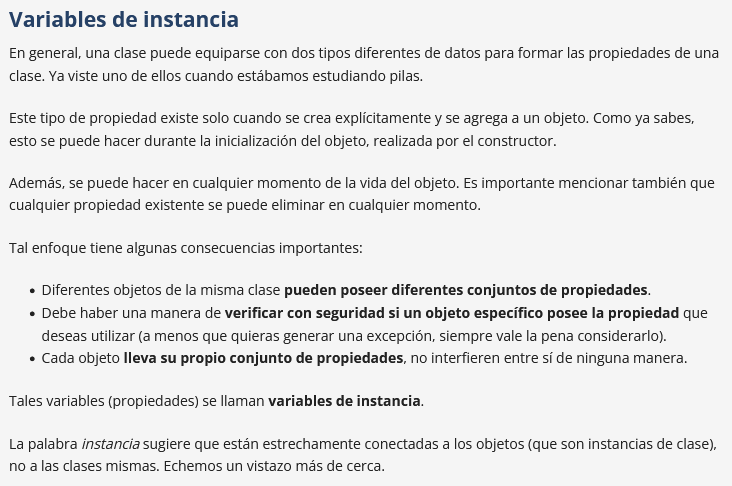 Variables de instancia
En general, una clase puede equiparse con dos tipos diferentes de datos para formar las propiedades de una
clase. Ya viste uno de ellos cuando estábamos estudiando pilas.
Este tipo de propiedad existe solo cuando se crea explícitamente y se agrega a un objeto. Como ya sabes,
esto se puede hacer durante la inicialización del objeto, realizada por el constructor.
Además, se puede hacer en cualquier momento de la vida del objeto. Es importante mencionar también que
cualquier propiedad existente se puede eliminar en cualquier momento.
Tal enfoque tiene algunas consecuencias importantes:
• Diferentes objetos de la misma clase pueden poseer diferentes conjuntos de propiedades.
• Debe haber una manera de verificar con seguridad si un objeto específico posee la propiedad que
deseas utilizar (a menos que quieras generar una excepción, siempre vale la pena considerarlo).
• Cada objeto lleva su propio conjunto de propiedades, no interfieren entre sí de ninguna manera.
Tales variables (propiedades) se llaman variables de instancia.
La palabra instancia sugiere que están estrechamente conectadas a los objetos (que son instancias de clase),
no a las clases mismas. Echemos un vistazo más de cerca.